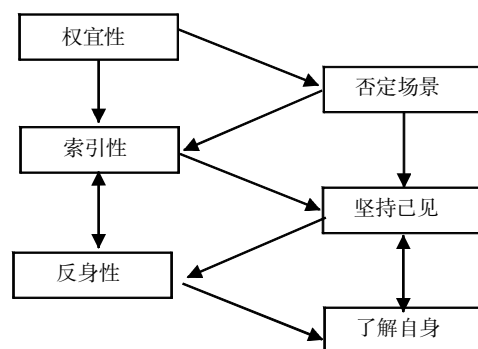 权宜性
否定场景
索引性
坚持己见
反身性
了解自身